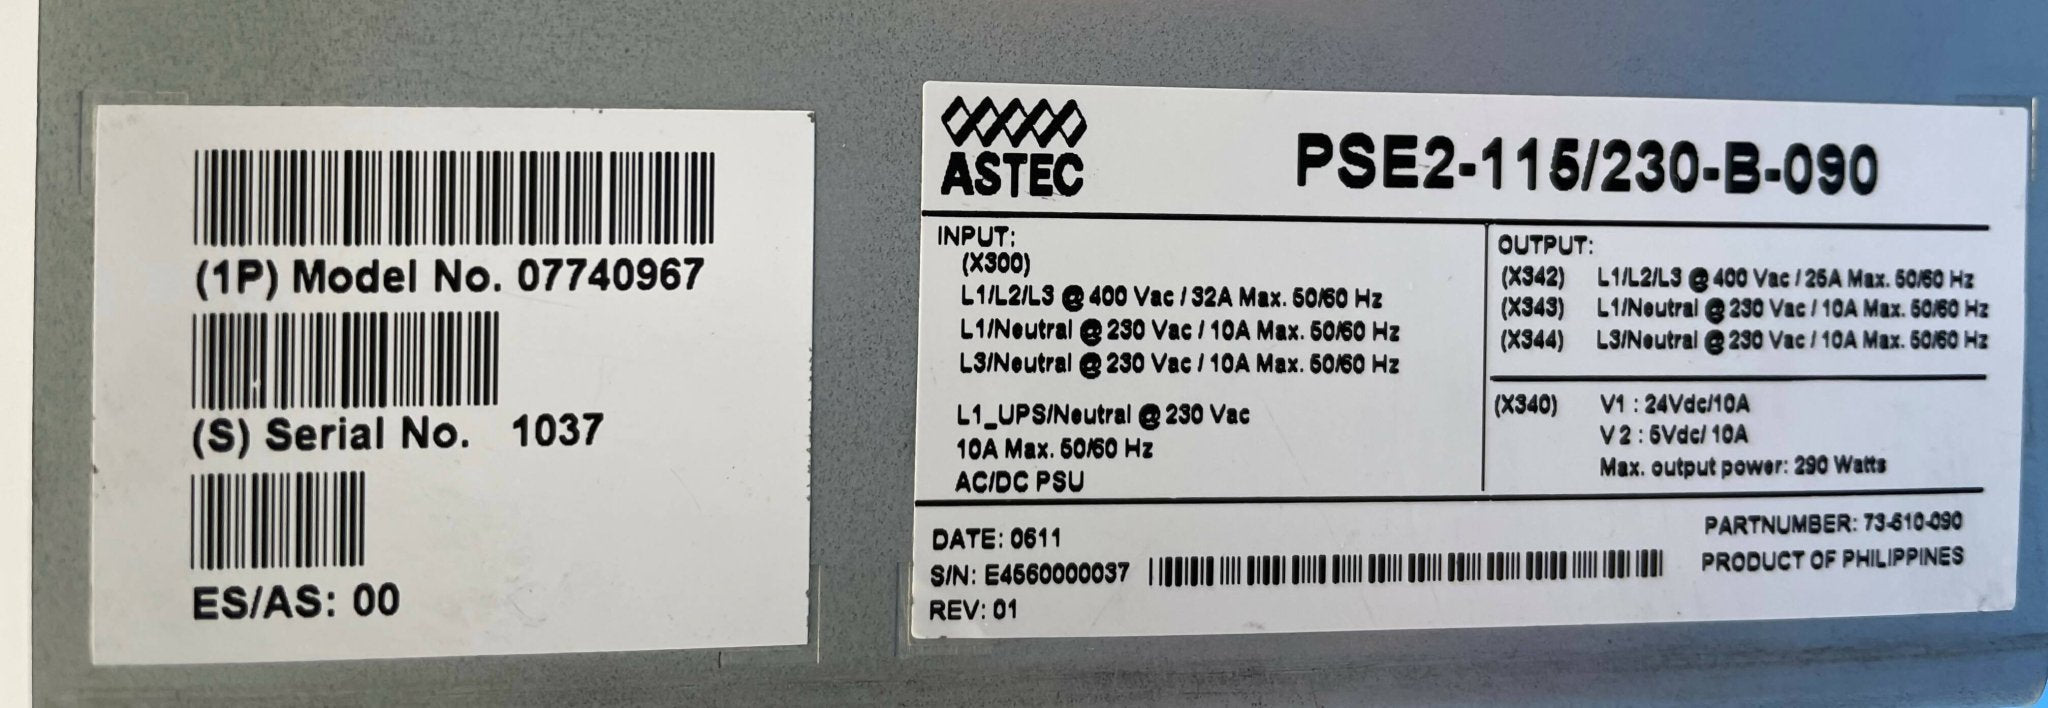 (1P) Model No. 07740967
(S) Serial No. 1037
ES/AS: 00
ASTEC
PSE2-115/230-B-090
INPUT:
(X300)
L1/L2/L3 @ 400 Vac / 32A Max. 50/60 Hz
L1/Neutral @ 230 Vac / 10A Max. 50/60 Hz
L3/Neutral @ 230 Vac / 10A Max. 50/60 Hz
L1_UPS/Neutral @ 230 Vac
10A Max. 50/60 Hz
AC/DC PSU
OUTPUT:
(X342) L1/L2/L3 @ 400 Vac / 25A Max. 50/60 Hz
(X343) L1/Neutral @ 230 Vac / 10A Max. 50/60 Hz
(X344) L3/Neutral @ 230 Vac / 10A Max. 50/60 Hz
(X340) V1 : 24Vdc/10A
V2 : 5Vdc/ 10A
Max. output power: 290 Watts
DATE: 0611
S/N: E4560000037
REV: 01
PARTNUMBER: 73-610-090
PRODUCT OF PHILIPPINES